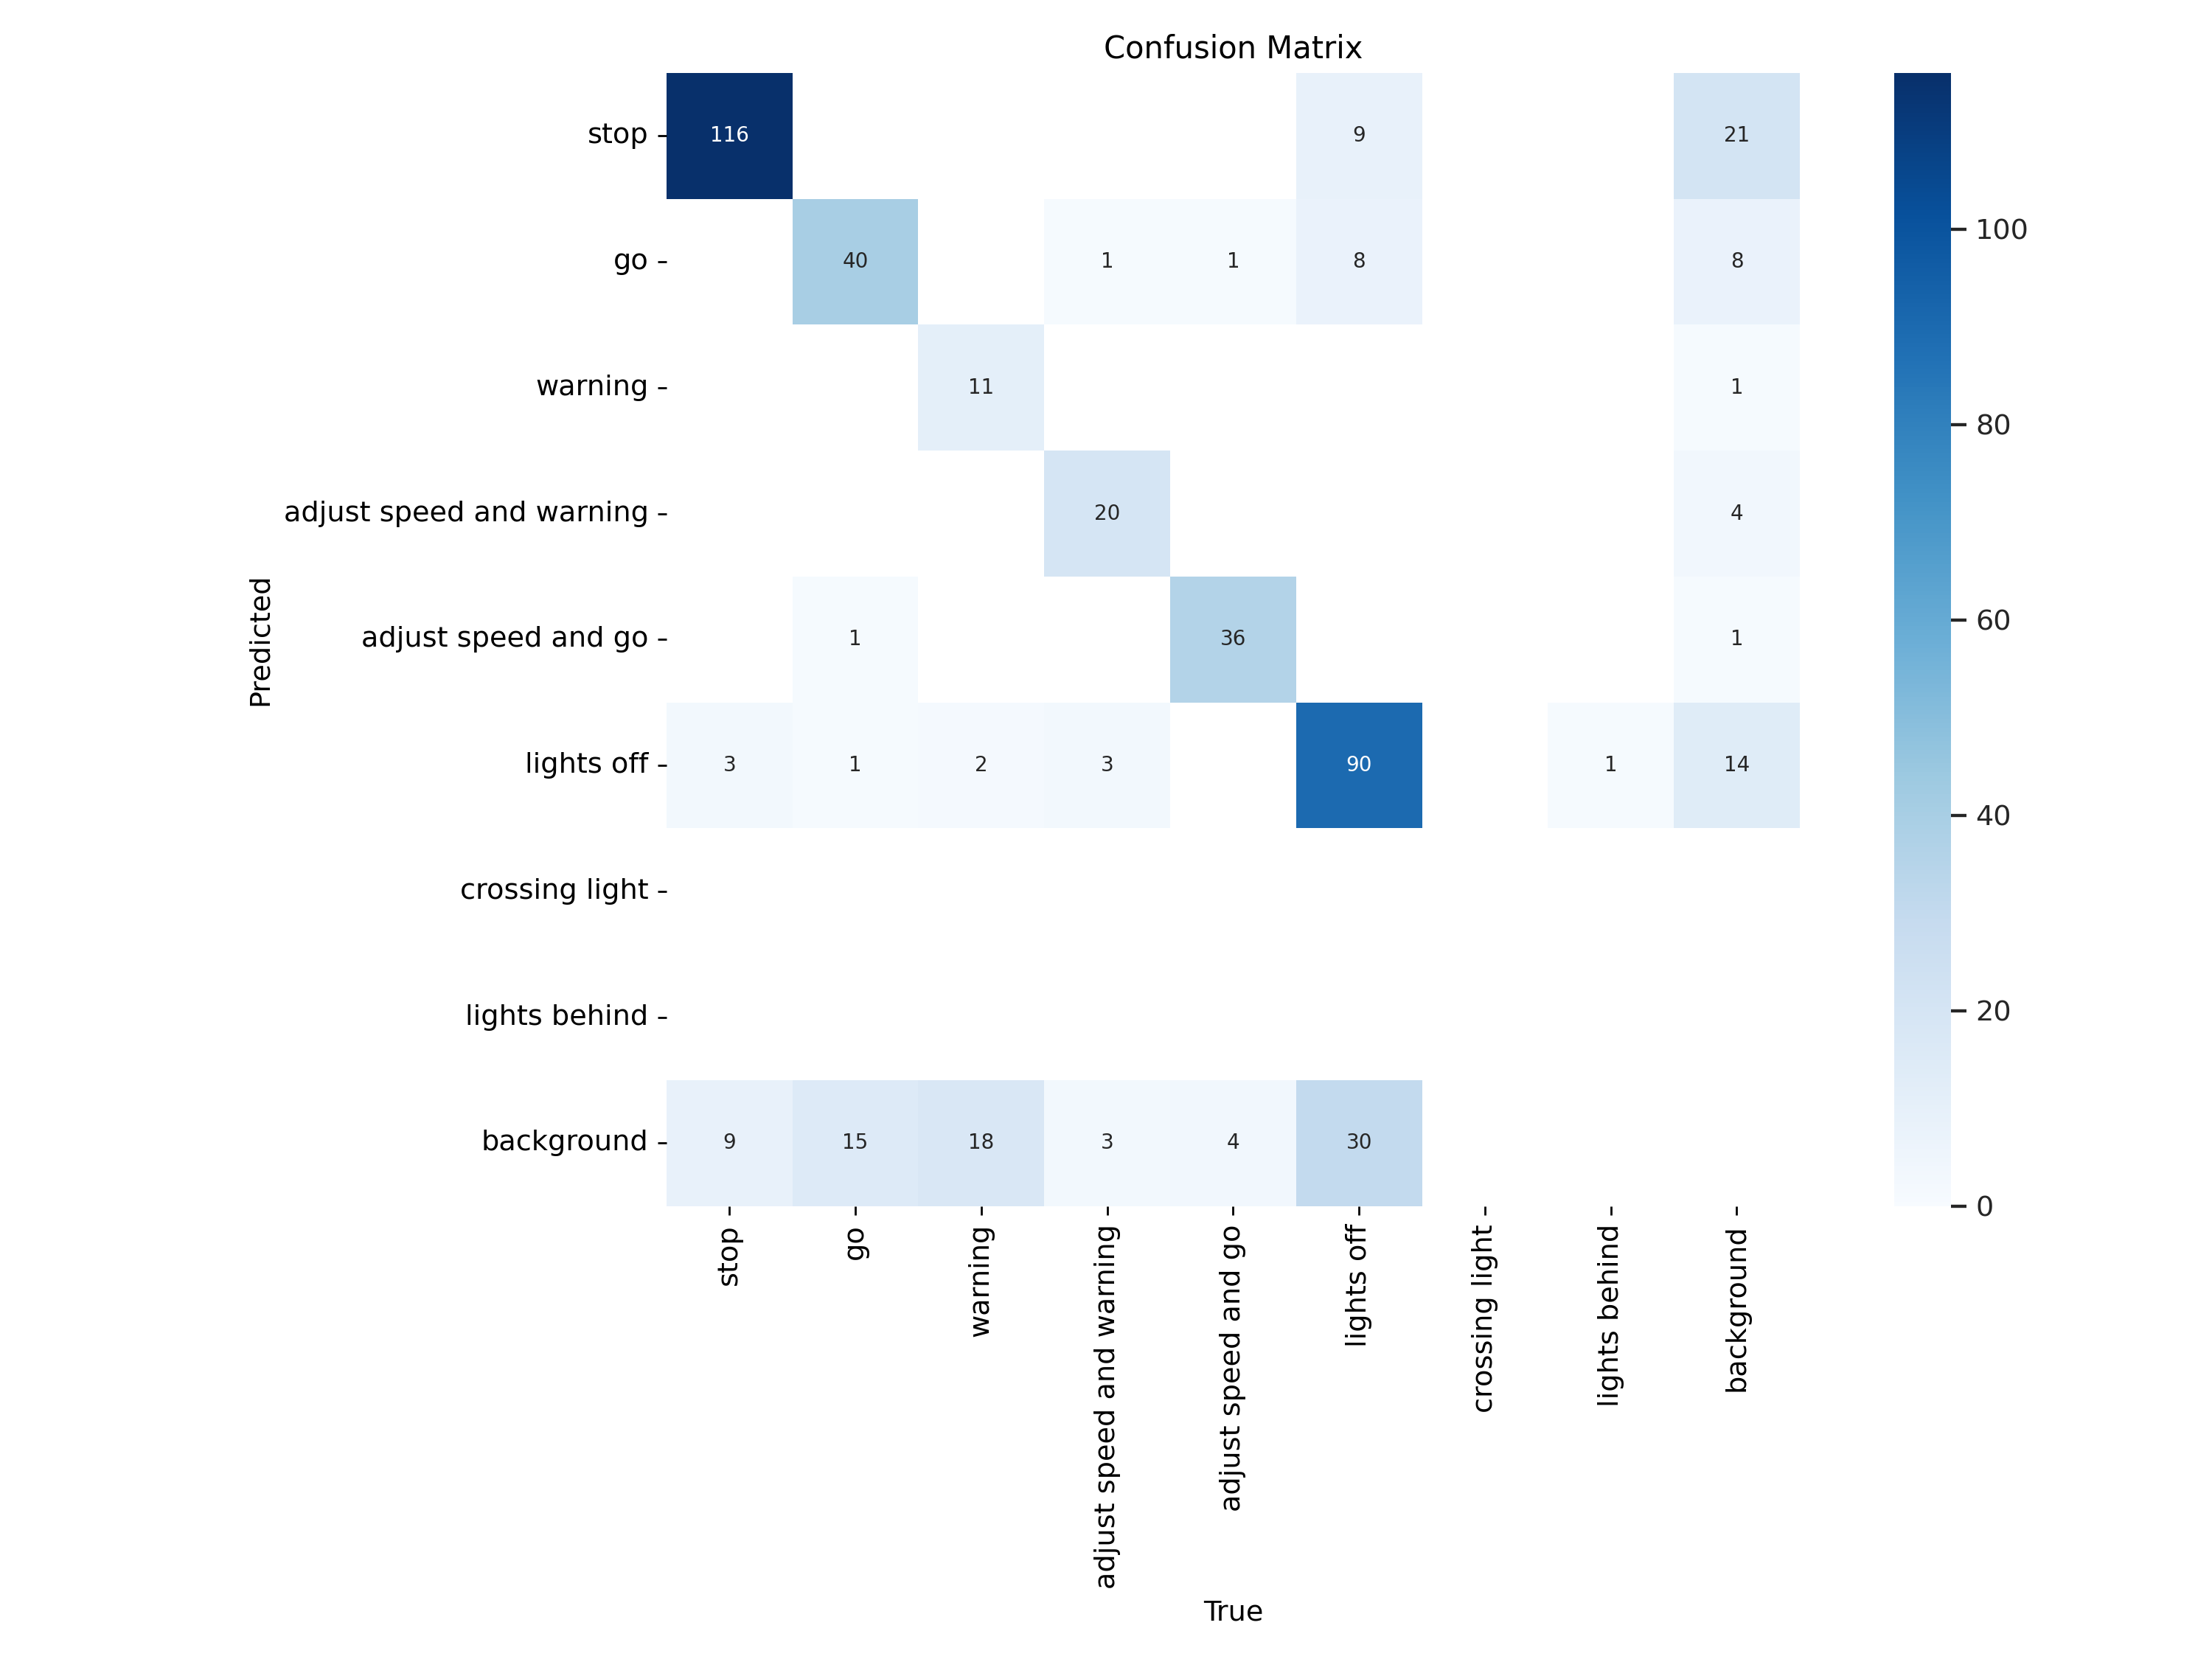 Confusion Matrix
stop 116 9 21
go 40 1 1 8 8
warning 11 1
adjust speed and warning 20 4
adjust speed and go 1 36 1
lights off 3 1 2 3 90 1 14
crossing light
lights behind
background 9 15 18 3 4 30
stop go warning adjust speed and warning adjust speed and go lights off crossing light lights behind background
True
Predicted
100
80
60
40
20
0